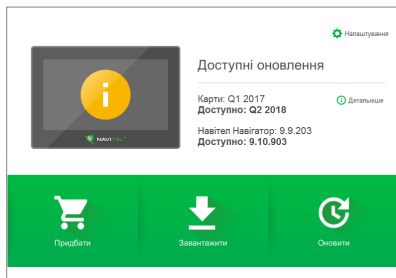 Налаштування
Доступні оновлення
Карти: Q1 2017
Детальніше
Доступно: Q2 2018
Навітел Навігатор: 9.9.203
Доступно: 9.10.903
NAVITEL
Придбати
Завантажити
Оновити